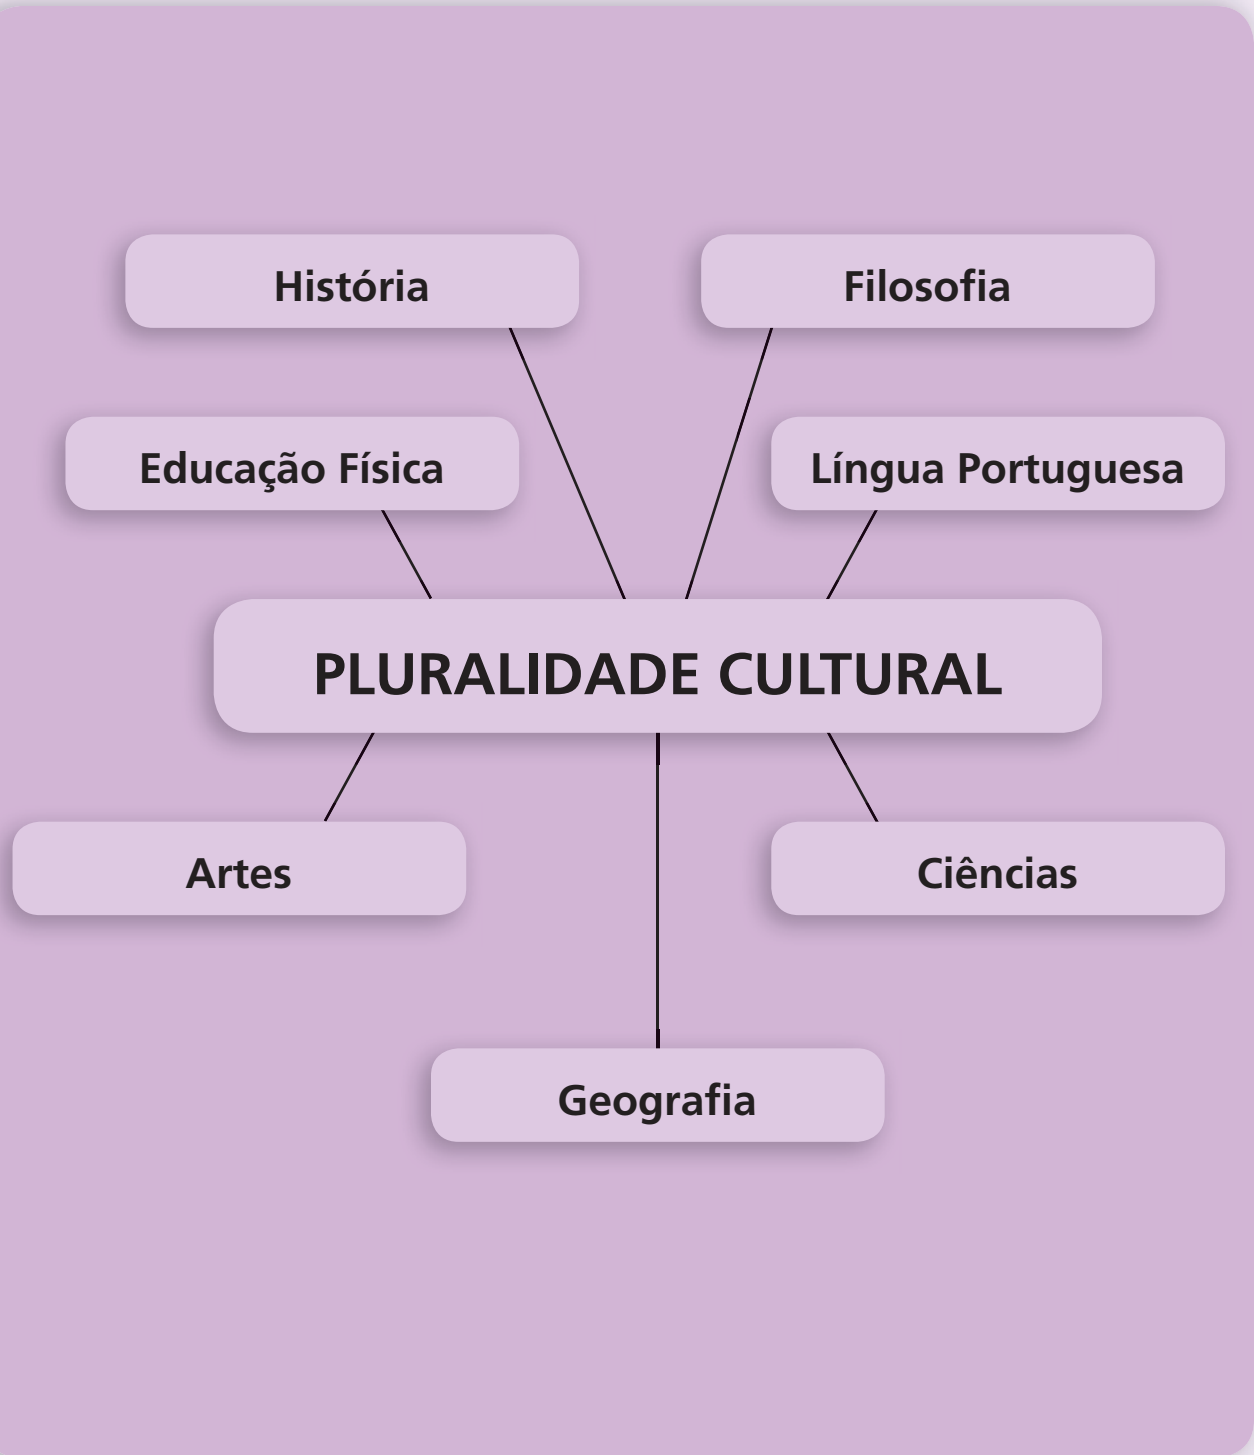 História
Filosofia
Educação Física
Língua Portuguesa
PLURALIDADE CULTURAL
Artes
Ciências
Geografia